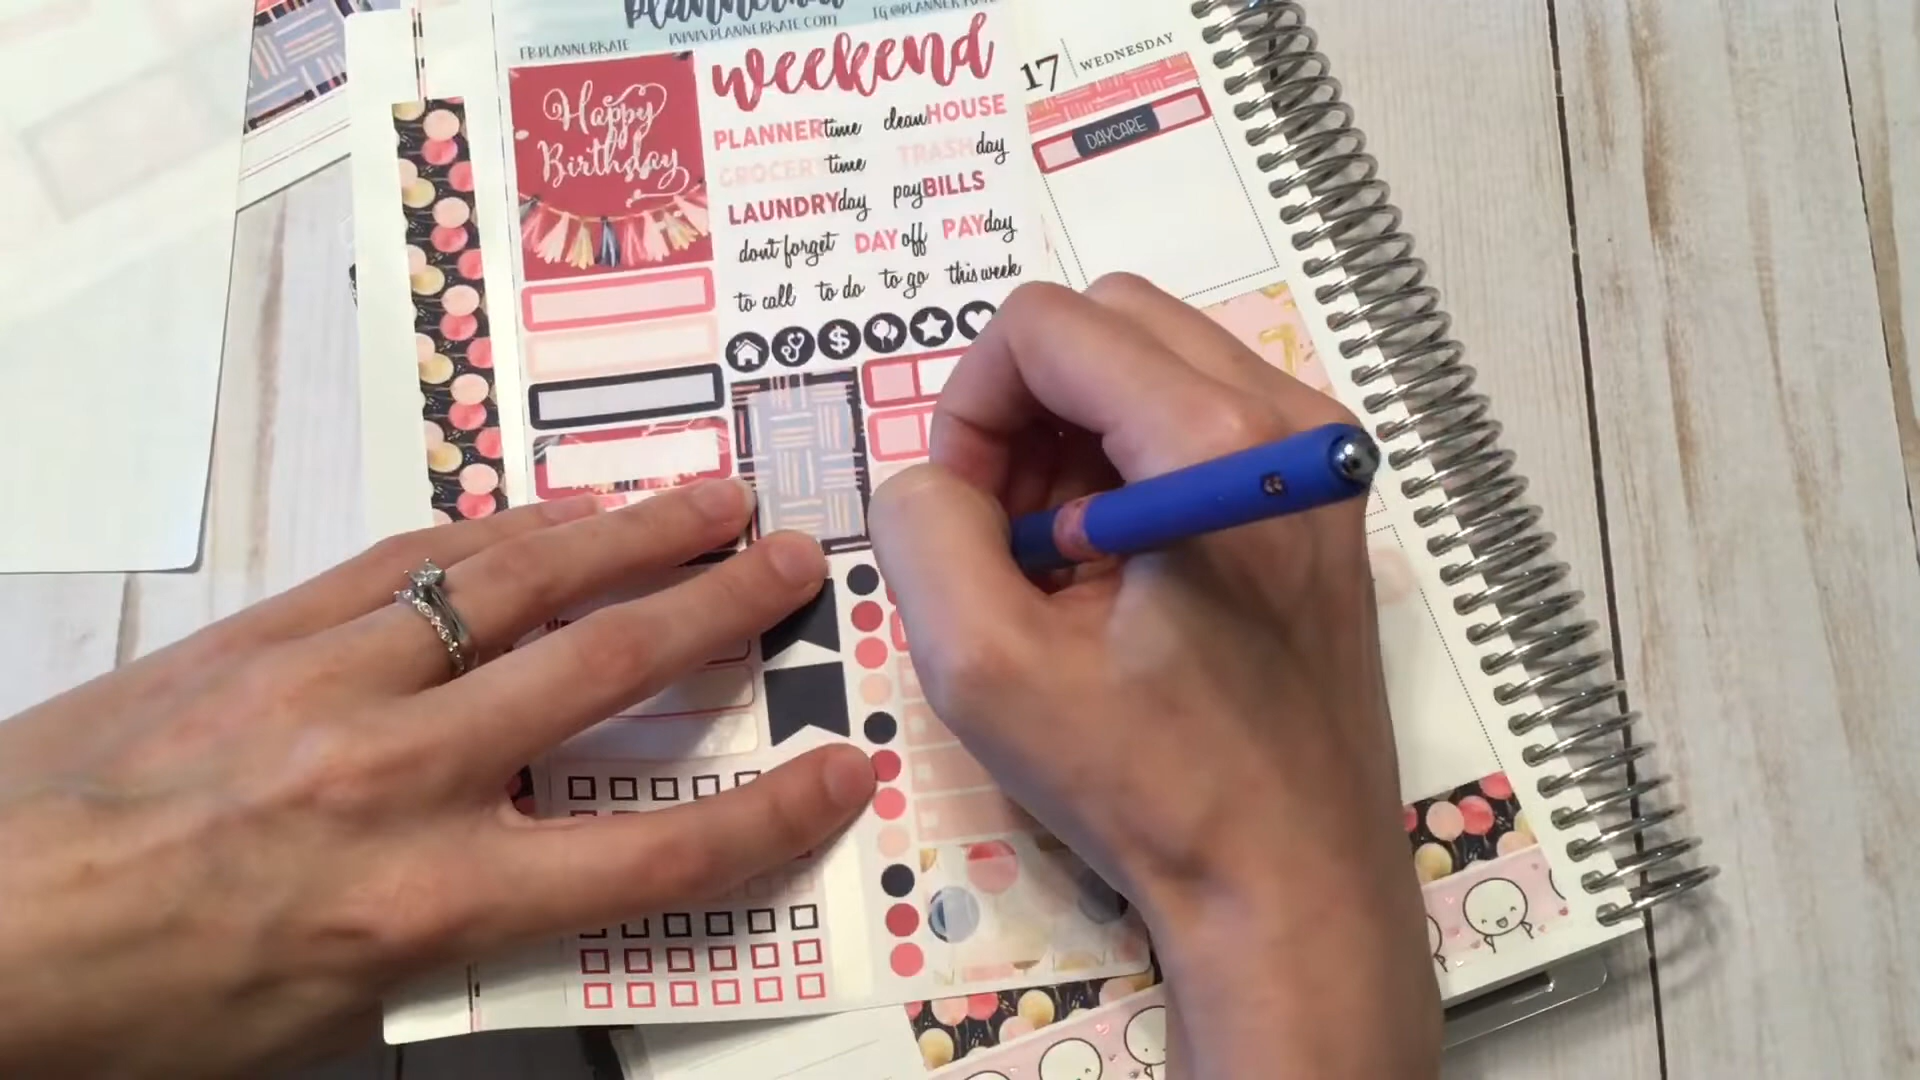 plannerkate
FB:PLANNERKATE WWW.PLANNERKATE.COM IG@PLANNERKATE
Happy
Birthday
weekend
PLANNERtime cleanHOUSE
GROCERYtime TRASHday
LAUNDRYday payBILLS
dont forget DAYoff PAYday
to call to do to go this week
$
17 WEDNESDAY
DAYCARE